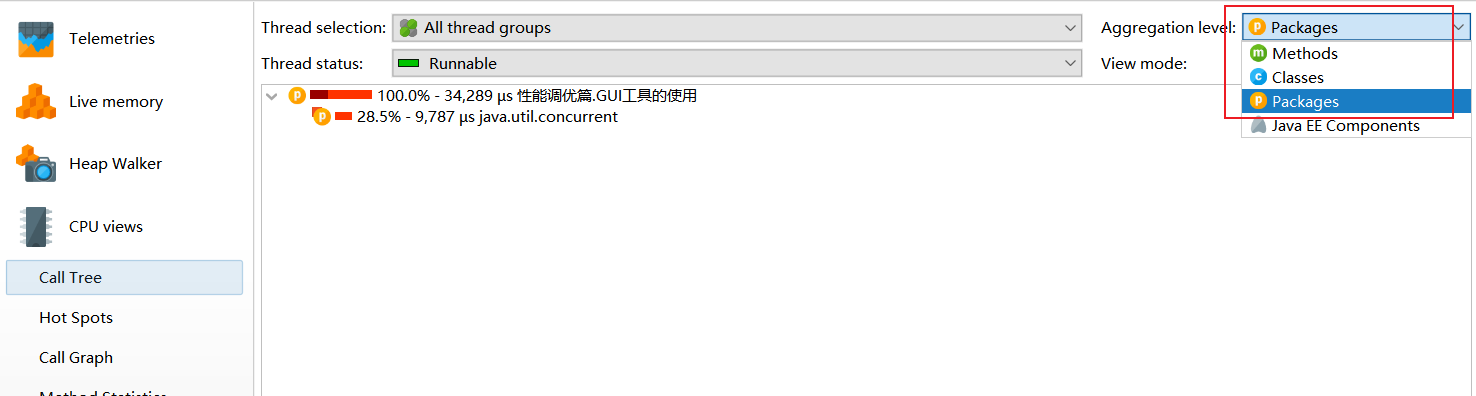 Telemetries
Live memory
Heap Walker
CPU views
Call Tree
Hot Spots
Call Graph
Method Statistics
Thread selection: All thread groups
Aggregation level: Packages
Thread status: Runnable
View mode:
Methods
Classes
Packages
Java EE Components
100.0% - 34,289 µs 性能调优篇.GUI工具的使用
28.5% - 9,787 µs java.util.concurrent